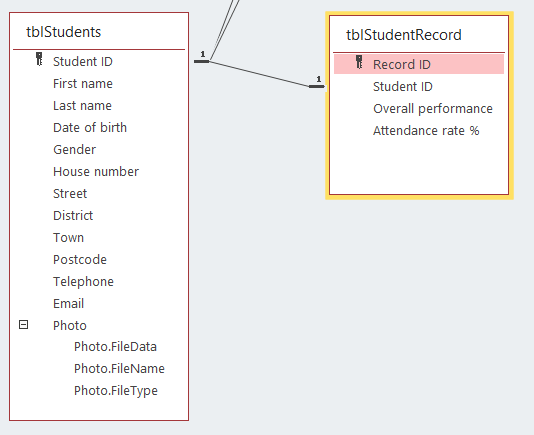 tblStudents
Student ID
First name
Last name
Date of birth
Gender
House number
Street
District
Town
Postcode
Telephone
Email
Photo
Photo.FileData
Photo.FileName
Photo.FileType
1
1
tblStudentRecord
Record ID
Student ID
Overall performance
Attendance rate %